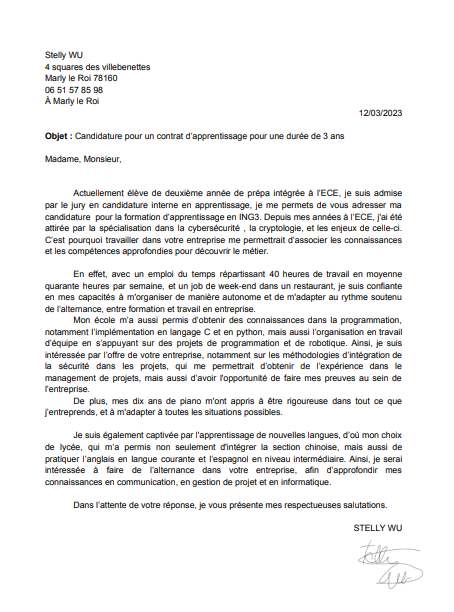 Stelly WU
4 squares des villebenettes
Marly le Roi 78160
06 51 57 85 98
À Marly le Roi
12/03/2023
Objet : Candidature pour un contrat d'apprentissage pour une durée de 3 ans
Madame, Monsieur,
Actuellement élève de deuxième année de prépa intégrée à l'ECE, je suis admise
par le jury en candidature interne en apprentissage, je me permets de vous adresser ma
candidature pour la formation d'apprentissage en ING3. Depuis mes années à l'ECE, j'ai été
attirée par la spécialisation dans la cybersécurité , la cryptologie, et les enjeux de celle-ci.
C'est pourquoi travailler dans votre entreprise me permettrait d'associer les connaissances
et les compétences approfondies pour découvrir le métier.
En effet, avec un emploi du temps répartissant 40 heures de travail en moyenne
quarante heures par semaine, et un job de week-end dans un restaurant, je suis confiante
en mes capacités à m'organiser de manière autonome et de m'adapter au rythme soutenu
de l'alternance, entre formation et travail en entreprise.
Mon école m'a aussi permis d'obtenir des connaissances dans la programmation,
notamment l'implémentation en langage C et en python, mais aussi l'organisation en travail
d'équipe en s'appuyant sur des projets de programmation et de robotique. Ainsi, je suis
intéressée par l'offre de votre entreprise, notamment sur les méthodologies d'intégration de
la sécurité dans les projets, qui me permettrait d'obtenir de l'expérience dans le
management de projets, mais aussi d'avoir l'opportunité de faire mes preuves au sein de
l'entreprise.
De plus, mes dix ans de piano m'ont appris à être rigoureuse dans tout ce que
j'entreprends, et à m'adapter à toutes les situations possibles.
Je suis également captivée par l'apprentissage de nouvelles langues, d'où mon choix
de lycée, qui m'a permis non seulement d'intégrer la section chinoise, mais aussi de
pratiquer l'anglais en langue courante et l'espagnol en niveau intermédiaire. Ainsi, je serai
intéressée à faire de l'alternance dans votre entreprise, afin d'approfondir mes
connaissances en communication, en gestion de projet et en informatique.
Dans l'attente de votre réponse, je vous présente mes respectueuses salutations.
STELLY WU